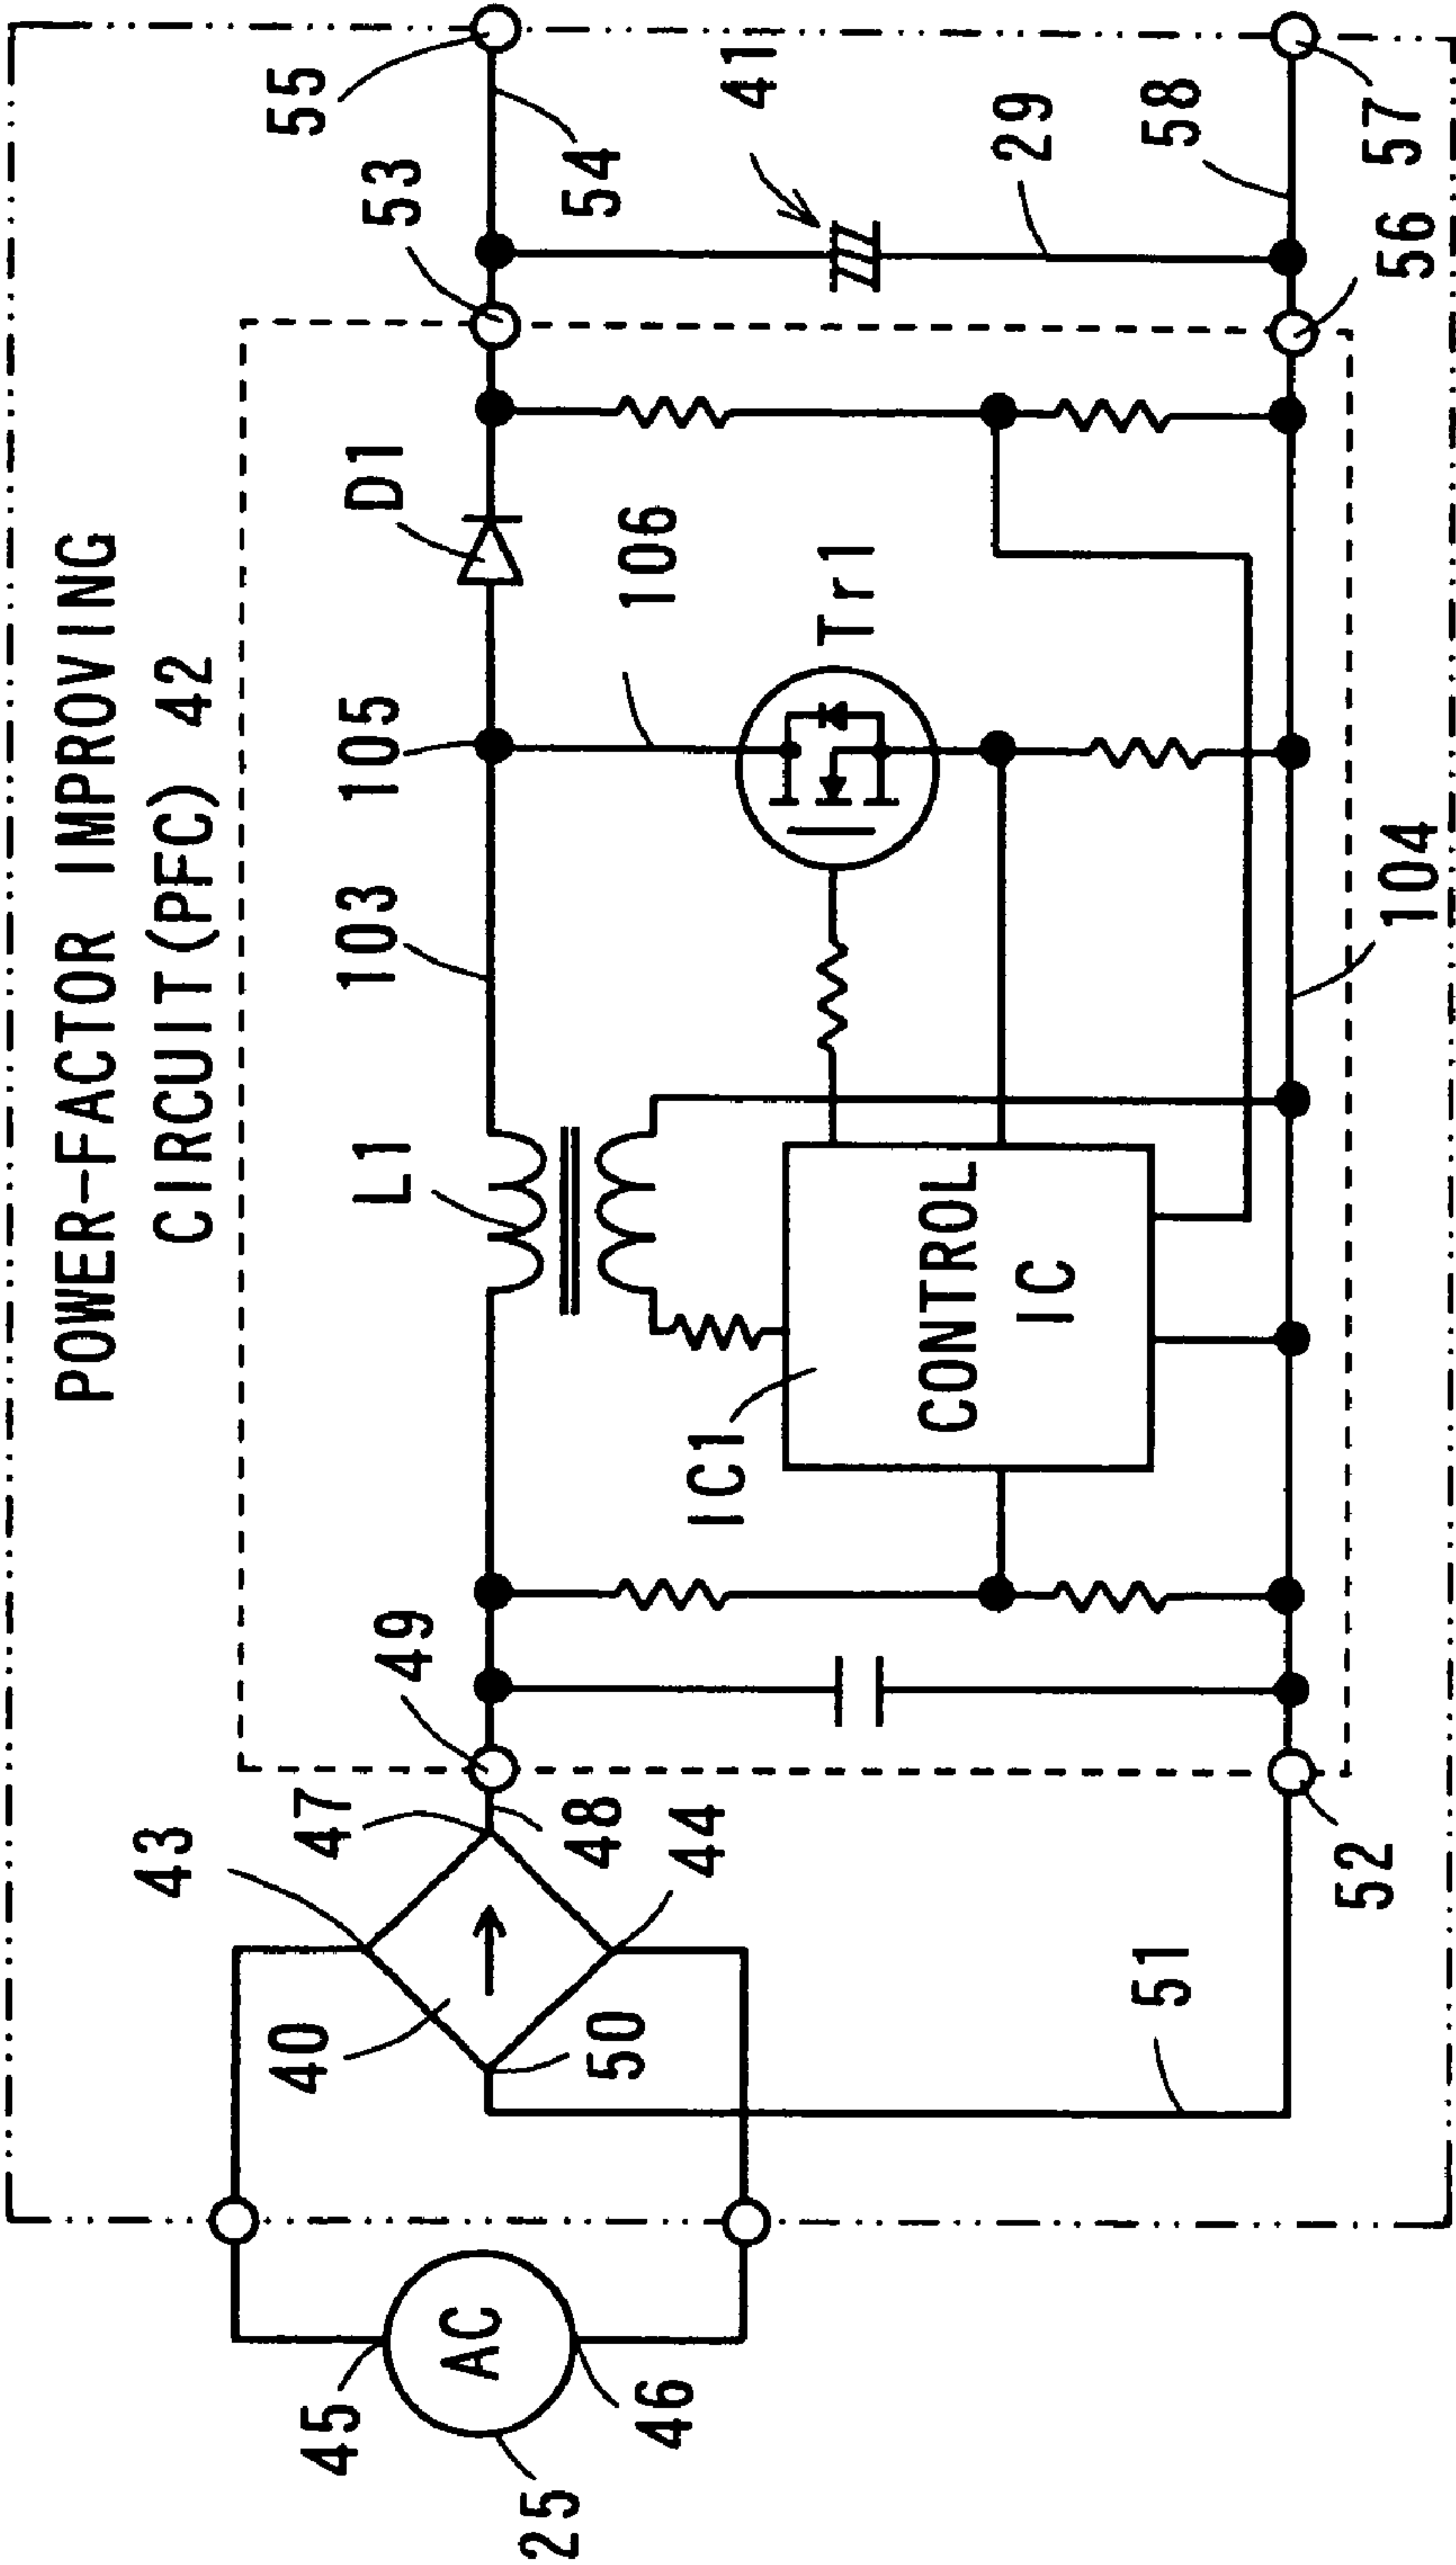 POWER-FACTOR IMPROVING
CIRCUIT(PFC) 42
43
40
47
49
48
44
50
45
AC
46
25
51
52
L1
103
105
D1
53
55
54
106
41
Tr1
29
58
IC1
CONTROL
IC
104
56
57